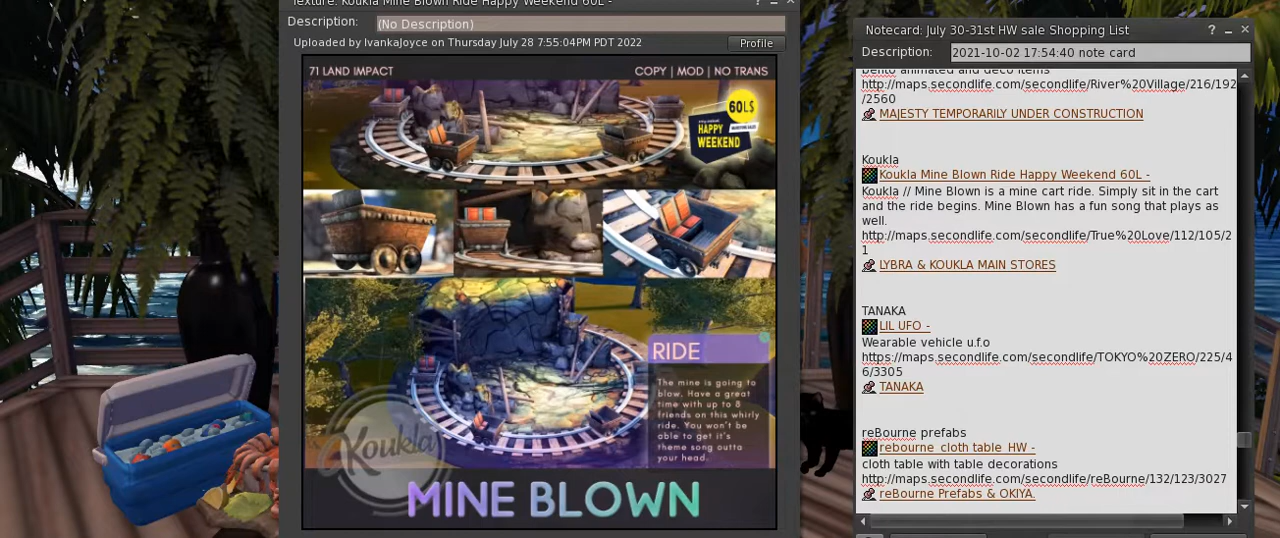 Texture: Koukla Mine Blown Ride Happy Weekend 60L -
Description: (No Description)
Uploaded by IvankaJoyce on Thursday July 28 7:55:04PM PDT 2022
Profile
71 LAND IMPACT
COPY | MOD | NO TRANS
60L$
HAPPY
WEEKEND
RIDE
The mine is going to
blow. Have a great
time with up to 8
friends on this whirly
ride. You won't be
able to get it's
theme song outta
your head.
Koukla
MINE BLOWN
Notecard: July 30-31st HW sale Shopping List
Description: 2021-10-02 17:54:40 note card
bento animated and deco items
http://maps.secondlife.com/secondlife/River%20Village/216/192
/2560
MAJESTY TEMPORARILY UNDER CONSTRUCTION
Koukla
Koukla Mine Blown Ride Happy Weekend 60L -
Koukla // Mine Blown is a mine cart ride. Simply sit in the cart
and the ride begins. Mine Blown has a fun song that plays as
well.
http://maps.secondlife.com/secondlife/True%20Love/112/105/2
1
LYBRA & KOUKLA MAIN STORES
TANAKA
LIL UFO -
Wearable vehicle u.f.o
https://maps.secondlife.com/secondlife/TOKYO%20ZERO/225/4
6/3305
TANAKA
reBourne prefabs
rebourne cloth table HW -
cloth table with table decorations
http://maps.secondlife.com/secondlife/reBourne/132/123/3027
reBourne Prefabs & OKIYA.